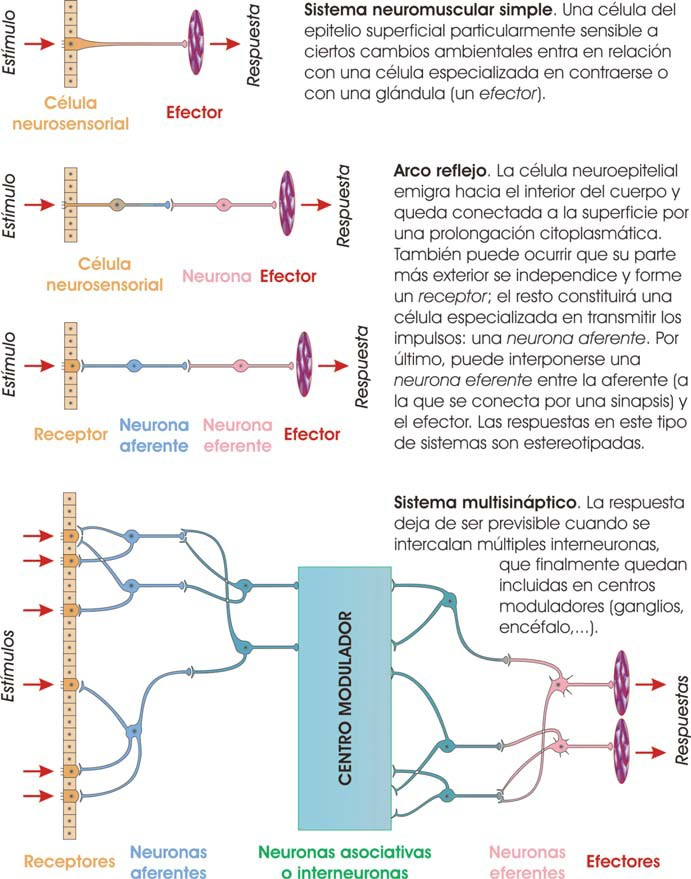 Sistema neuromuscular simple. Una célula del
epitelio superficial particularmente sensible a
ciertos cambios ambientales entra en relación
con una célula especializada en contraerse o
con una glándula (un efector).
Estímulo
Respuesta
Célula
neurosensorial
Efector
Arco reflejo. La célula neuroepitelial
emigra hacia el interior del cuerpo y
queda conectada a la superficie por
una prolongación citoplasmática.
También puede ocurrir que su parte
más exterior se independice y forme
un receptor; el resto constituirá una
célula especializada en transmitir los
impulsos: una neurona aferente. Por
último, puede interponerse una
neurona eferente entre la aferente (a
la que se conecta por una sinapsis) y
el efector. Las respuestas en este tipo
de sistemas son estereotipadas.
Estímulo
Respuesta
Célula
neurosensorial
Neurona
Efector
Estímulo
Respuesta
Receptor
Neurona
aferente
Neurona
eferente
Efector
Sistema multisináptico. La respuesta
deja de ser previsible cuando se
intercalan múltiples interneuronas,
que finalmente quedan
incluidas en centros
moduladores (ganglios,
encéfalo,...).
Estímulos
CENTRO MODULADOR
Respuestas
Receptores
Neuronas
aferentes
Neuronas asociativas
o interneuronas
Neuronas
eferentes
Efectores